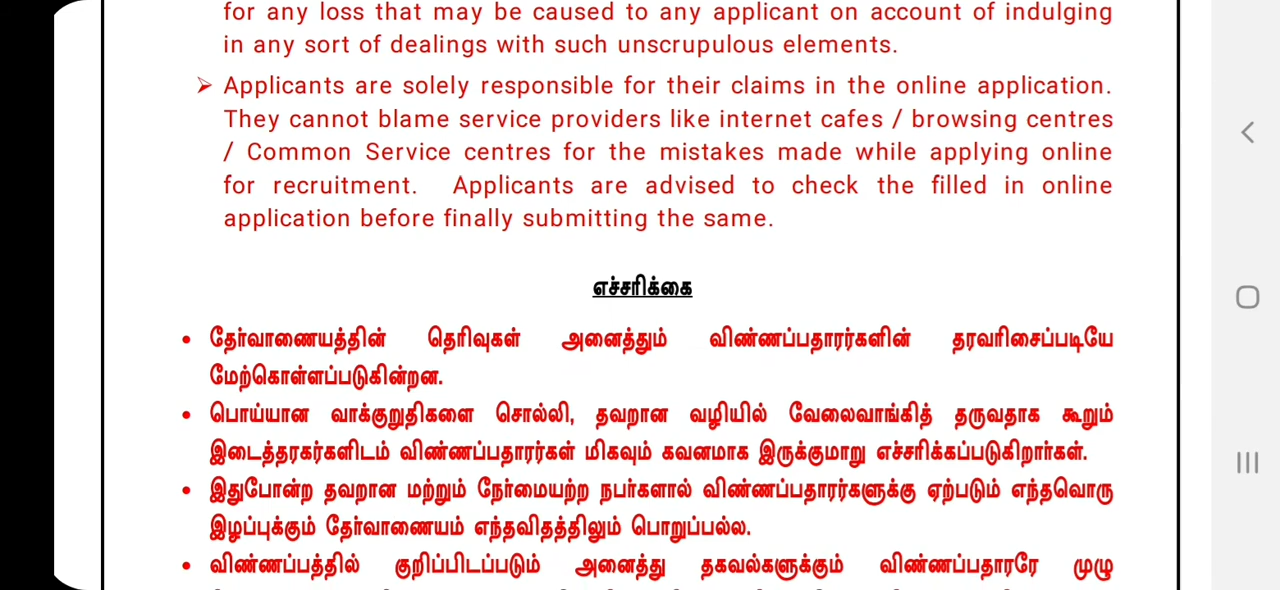 for any loss that may be caused to any applicant on account of indulging
in any sort of dealings with such unscrupulous elements.
➢ Applicants are solely responsible for their claims in the online application.
They cannot blame service providers like internet cafes / browsing centres
/ Common Service centres for the mistakes made while applying online
for recruitment. Applicants are advised to check the filled in online
application before finally submitting the same.
எச்சரிக்கை
• தேர்வாணையத்தின் தெரிவுகள் அனைத்தும் விண்ணப்பதாரர்களின் தரவரிசைப்படியே
மேற்கொள்ளப்படுகின்றன.
• பொய்யான வாக்குறுதிகளை சொல்லி, தவறான வழியில் வேலைவாங்கித் தருவதாக கூறும்
இடைத்தரகர்களிடம் விண்ணப்பதாரர்கள் மிகவும் கவனமாக இருக்குமாறு எச்சரிக்கப்படுகிறார்கள்.
• இதுபோன்ற தவறான மற்றும் நேர்மையற்ற நபர்களால் விண்ணப்பதாரர்களுக்கு ஏற்படும் எந்தவொரு
இழப்புக்கும் தேர்வாணையம் எந்தவிதத்திலும் பொறுப்பல்ல.
• விண்ணப்பத்தில் குறிப்பிடப்படும் அனைத்து தகவல்களுக்கும் விண்ணப்பதாரரே முழு